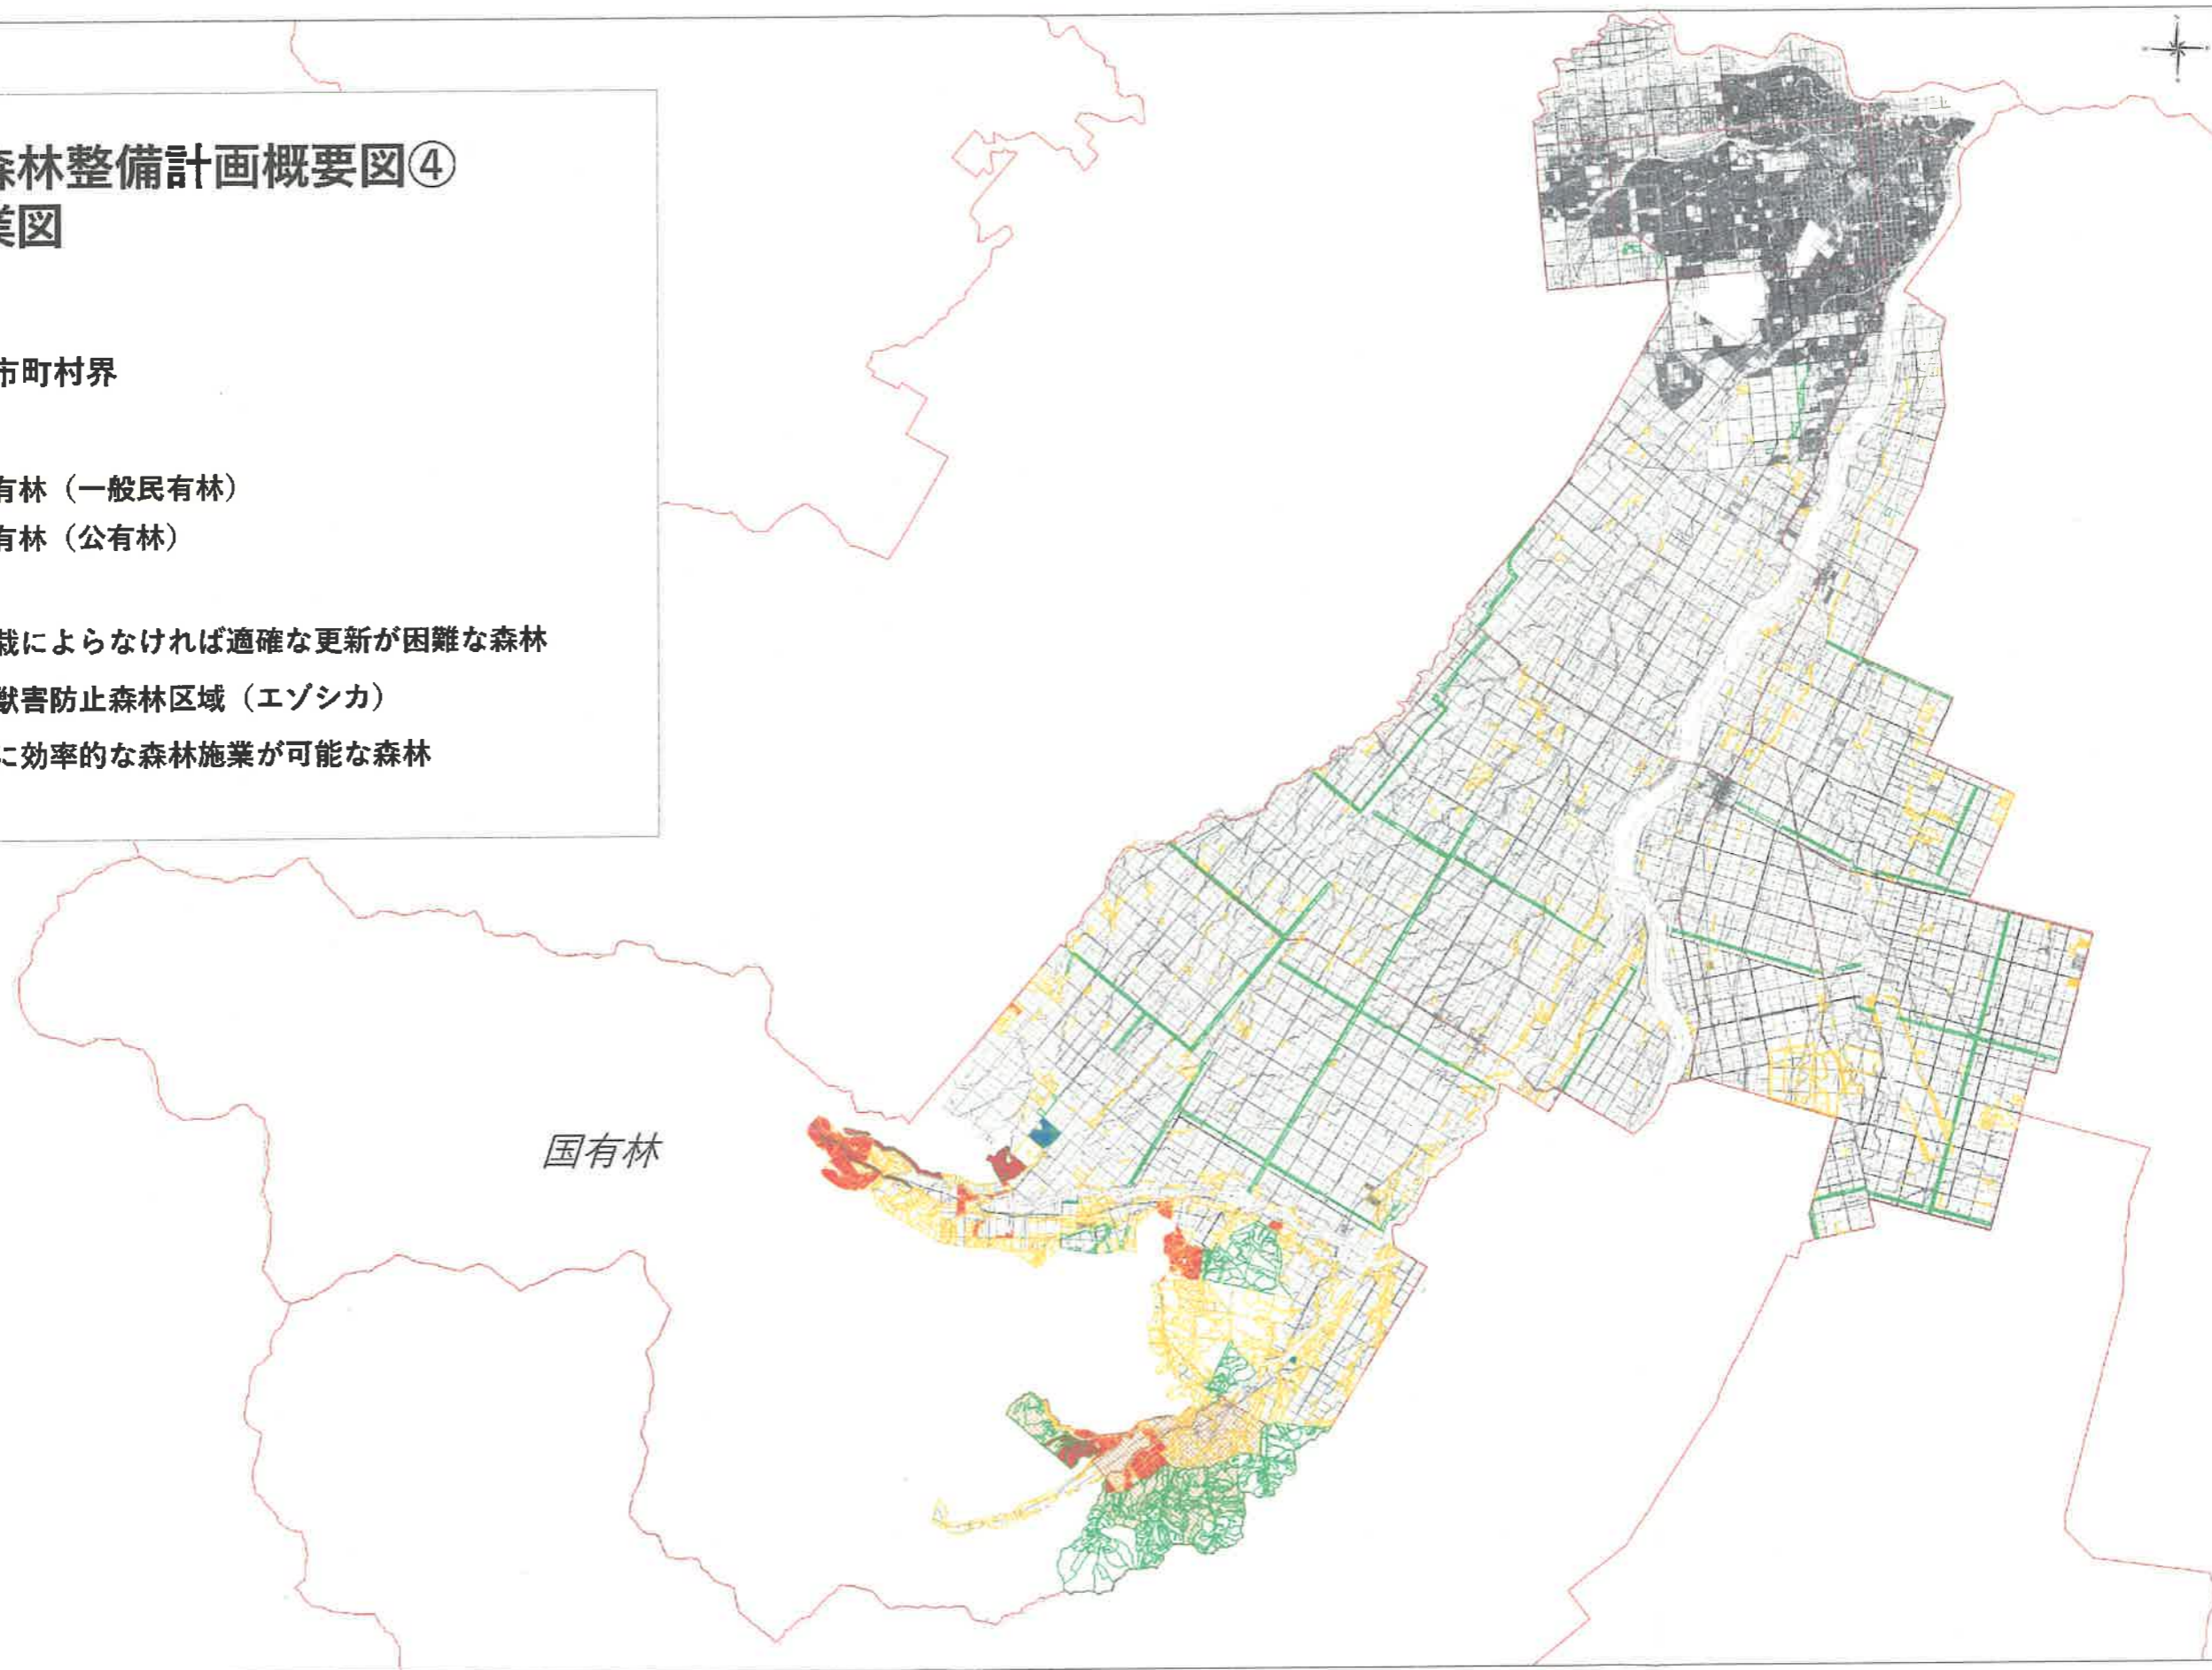 森林整備計画概要図④
業図
市町村界
有林（一般民有林）
有林（公有林）
栽によらなければ適確な更新が困難な森林
獣害防止森林区域（エゾシカ）
に効率的な森林施業が可能な森林
国有林